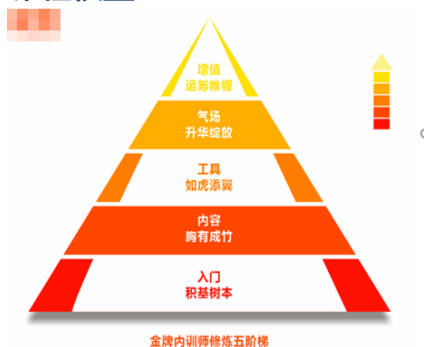 增值
运筹帷幄
气场
升华绽放
工具
如虎添翼
内容
胸有成竹
入门
积基树本
金牌内训师修炼五阶梯